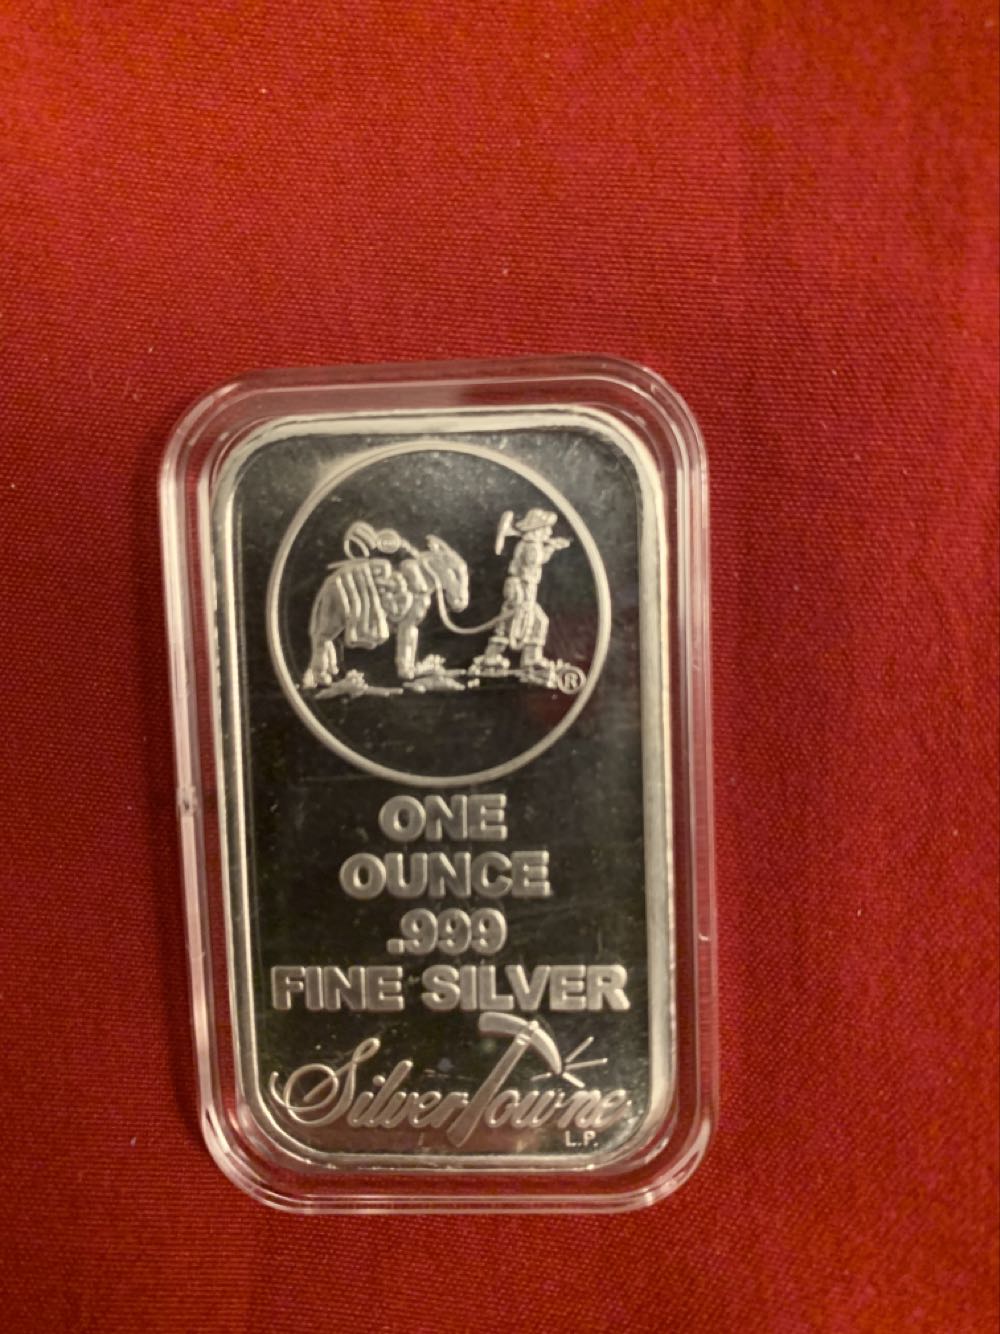 ®
ONE
OUNCE
.999
FINE SILVER
SilverTowne
L.P.